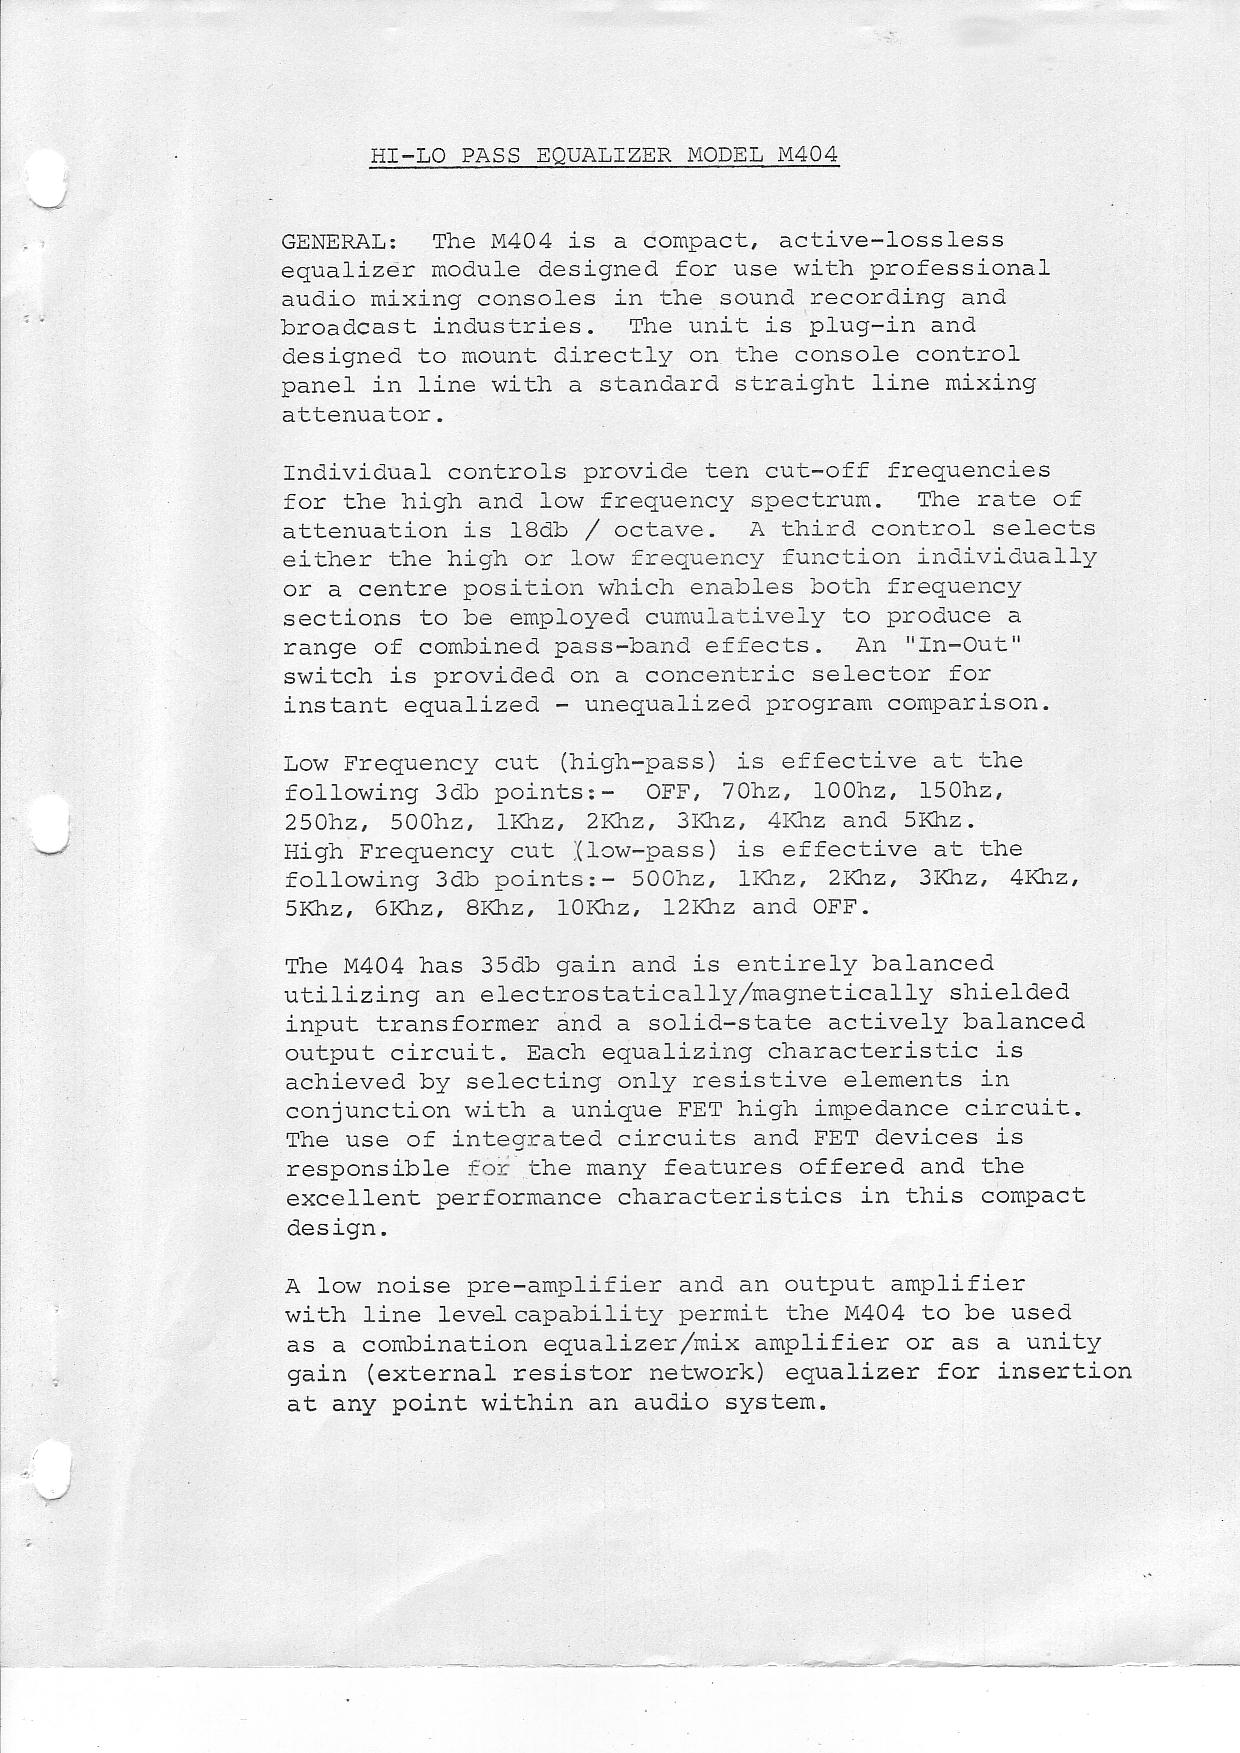 HI-LO PASS EQUALIZER MODEL M404
GENERAL:  The M404 is a compact, active-lossless
equalizer module designed for use with professional
audio mixing consoles in the sound recording and
broadcast industries.  The unit is plug-in and
designed to mount directly on the console control
panel in line with a standard straight line mixing
attenuator.
Individual controls provide ten cut-off frequencies
for the high and low frequency spectrum.  The rate of
attenuation is 18db / octave.  A third control selects
either the high or low frequency function individually
or a centre position which enables both frequency
sections to be employed cumulatively to produce a
range of combined pass-band effects.  An "In-Out"
switch is provided on a concentric selector for
instant equalized - unequalized program comparison.
Low Frequency cut (high-pass) is effective at the
following 3db points:-  OFF, 70hz, 100hz, 150hz,
250hz, 500hz, 1Khz, 2Khz, 3Khz, 4Khz and 5Khz.
High Frequency cut (low-pass) is effective at the
following 3db points:- 500hz, 1Khz, 2Khz, 3Khz, 4Khz,
5Khz, 6Khz, 8Khz, 10Khz, 12Khz and OFF.
The M404 has 35db gain and is entirely balanced
utilizing an electrostatically/magnetically shielded
input transformer and a solid-state actively balanced
output circuit. Each equalizing characteristic is
achieved by selecting only resistive elements in
conjunction with a unique FET high impedance circuit.
The use of integrated circuits and FET devices is
responsible for the many features offered and the
excellent performance characteristics in this compact
design.
A low noise pre-amplifier and an output amplifier
with line level capability permit the M404 to be used
as a combination equalizer/mix amplifier or as a unity
gain (external resistor network) equalizer for insertion
at any point within an audio system.